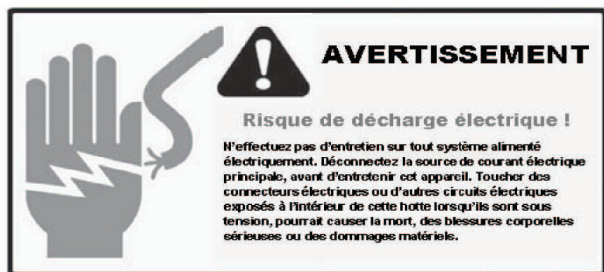 AVERTISSEMENT
Risque de décharge électrique !
N'effectuez pas d'entretien sur tout système alimenté
électriquement. Déconnectez la source de courant électrique
principale, avant d'entretenir cet appareil. Toucher des
connecteurs électriques ou d'autres circuits électriques
exposés à l'intérieur de cette hotte lorsqu'ils sont sous
tension, pourrait causer la mort, des blessures corporelles
sérieuses ou des dommages matériels.